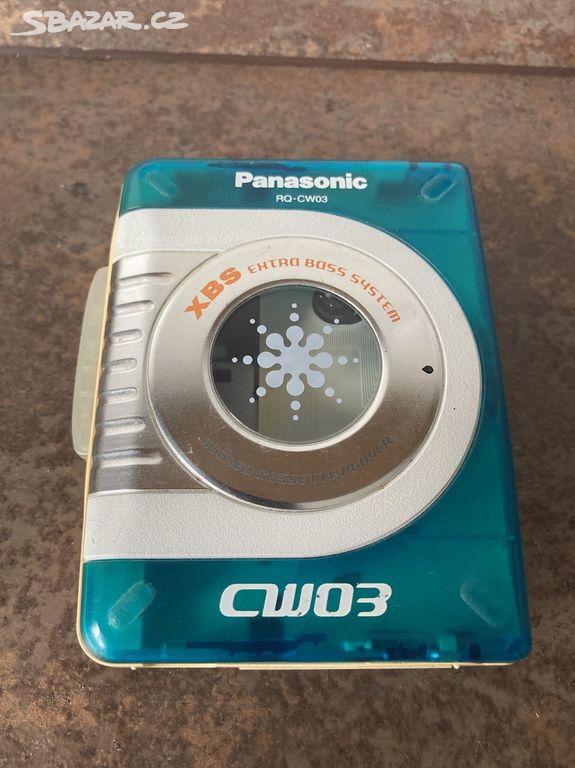 SBAZAR.CZ
Panasonic
RQ-CW03
XBS EXTRA BASS SYSTEM
STEREO CASSETTE PLAYER
CW03